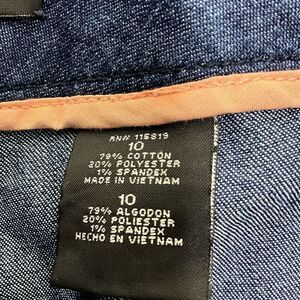 RN# 115819
10
79% COTTON
20% POLYESTER
1% SPANDEX
MADE IN VIETNAM
10
79% ALGODON
20% POLIESTER
1% SPANDEX
HECHO EN VIETNAM